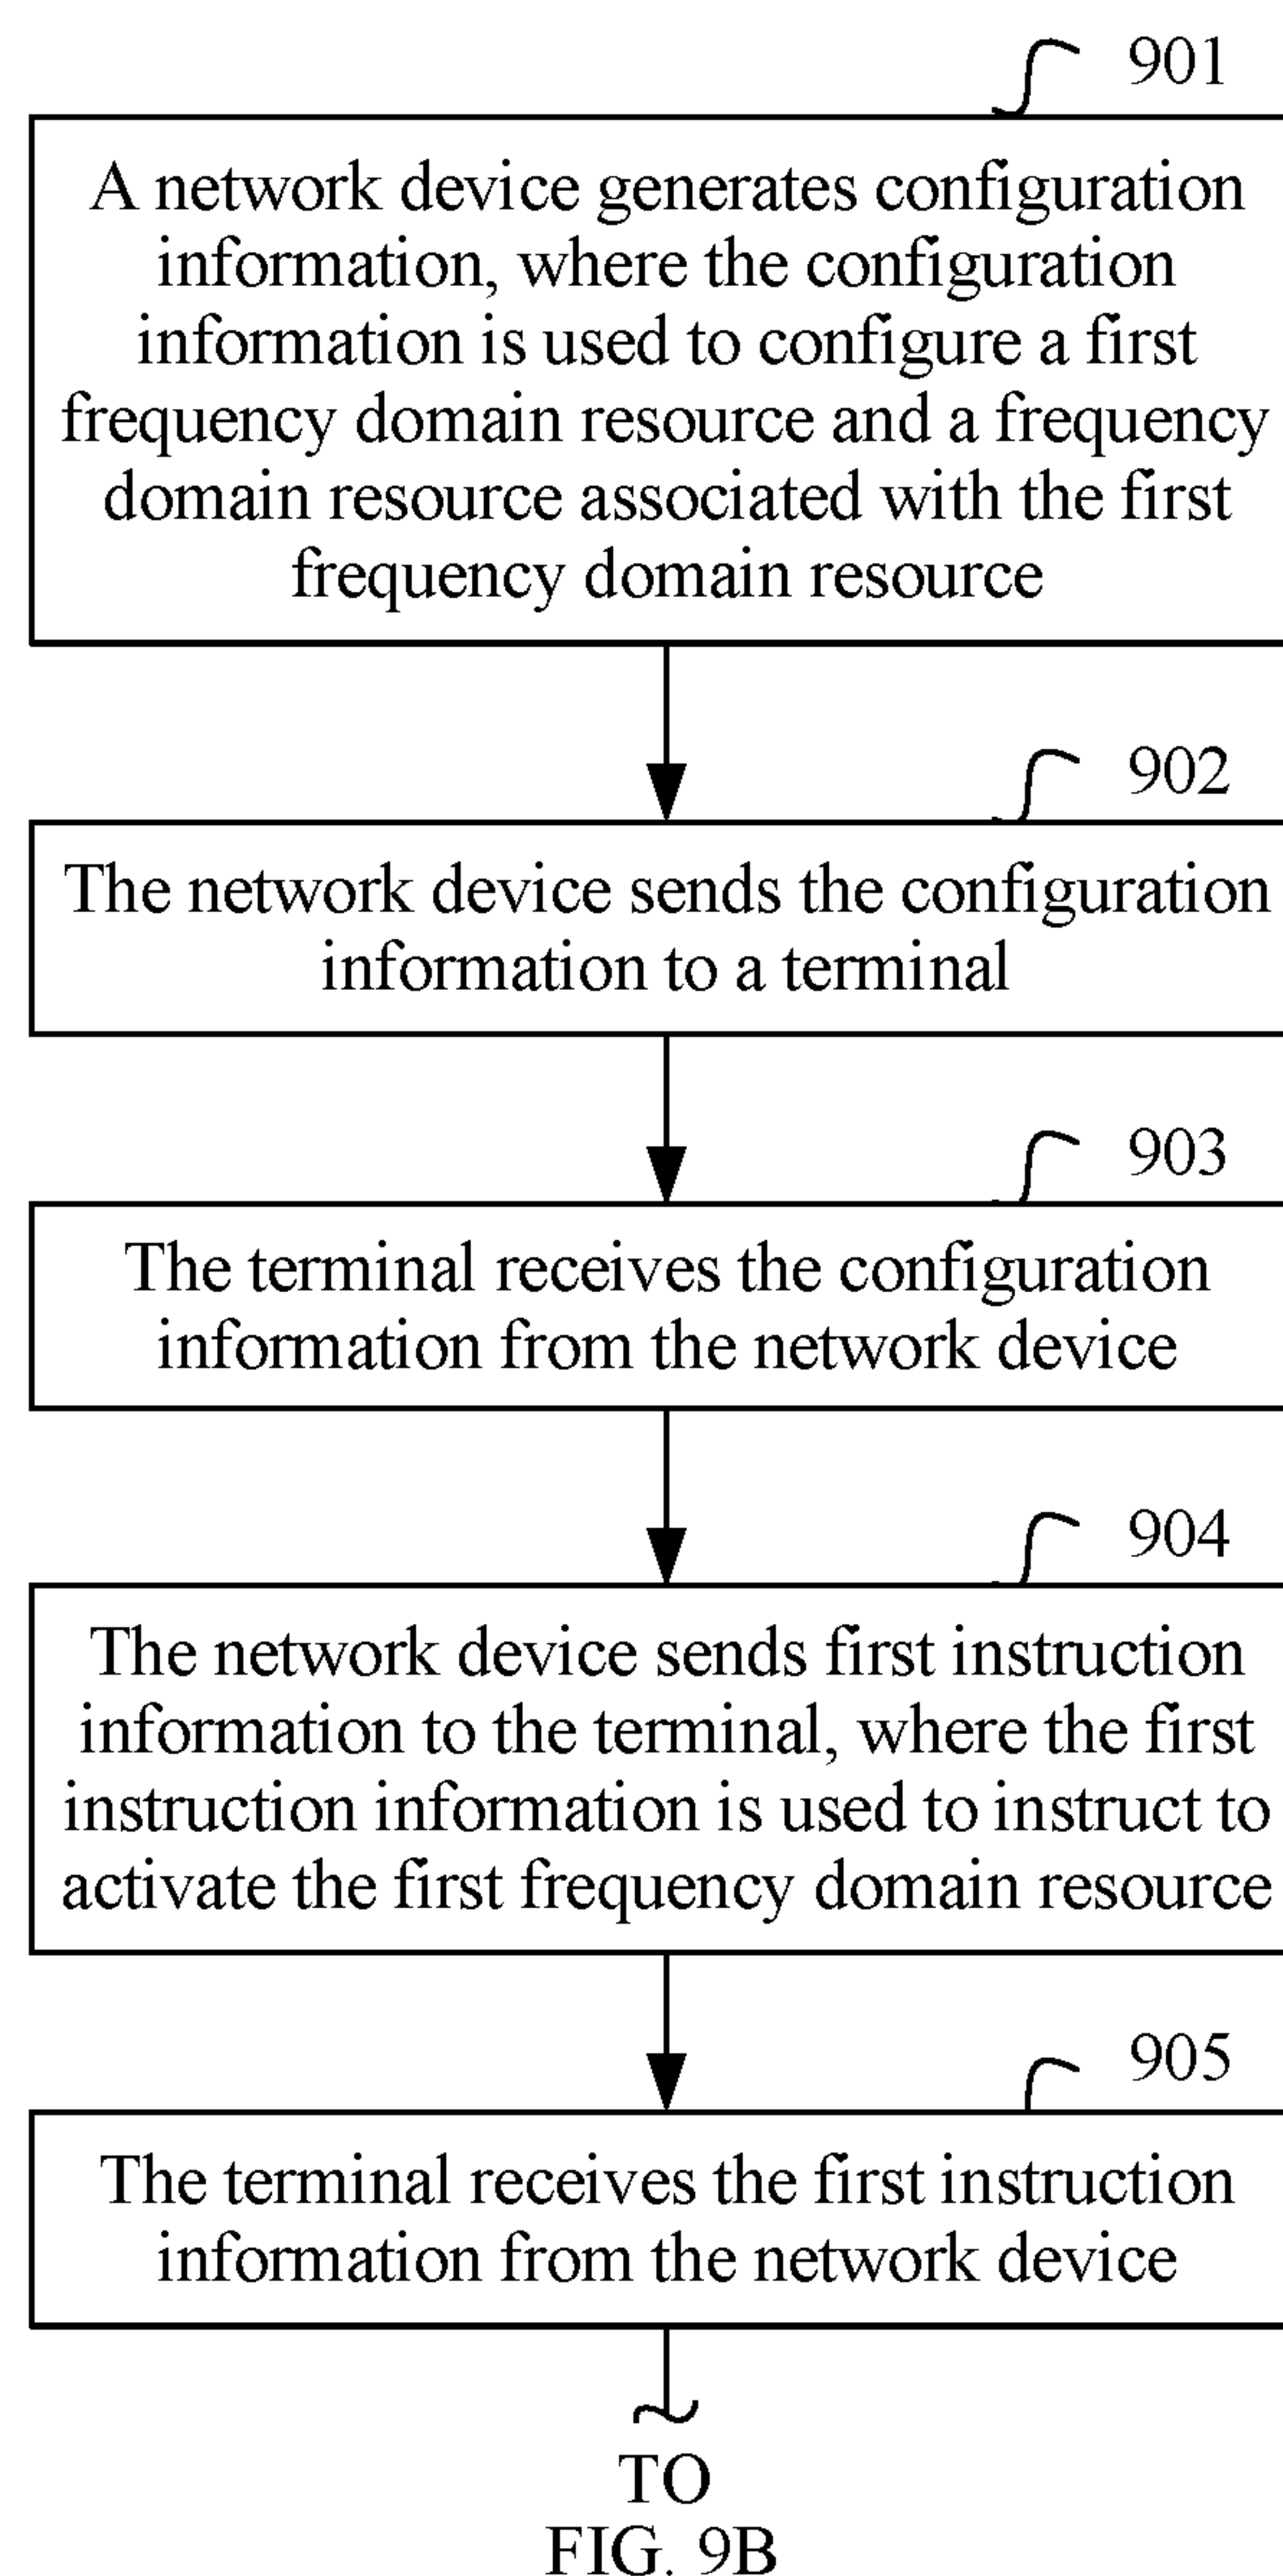 901
A network device generates configuration
information, where the configuration
information is used to configure a first
frequency domain resource and a frequency
domain resource associated with the first
frequency domain resource
902
The network device sends the configuration
information to a terminal
903
The terminal receives the configuration
information from the network device
904
The network device sends first instruction
information to the terminal, where the first
instruction information is used to instruct to
activate the first frequency domain resource
905
The terminal receives the first instruction
information from the network device
TO
FIG. 9B